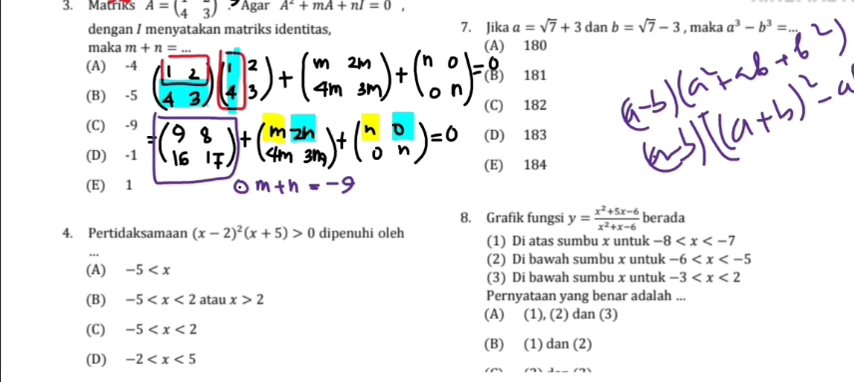 3. Matriks A = (4 3) . Agar A² + mA + nI = 0 ,
dengan I menyatakan matriks identitas,
maka m + n = ...
(A) -4
(B) -5
(C) -9
(D) -1
(E) 1
(1 2 4 3)(1 2 4 3) + (m 2m 4m 3m) + (n 0 0 n) = 0
= (9 8 16 17) + (m 2m 4m 3m) + (n 0 0 n) = 0
m + n = -9
4. Pertidaksamaan (x − 2)²(x + 5) > 0 dipenuhi oleh
...
(A) −5 < x
(B) −5 < x < 2 atau x > 2
(C) −5 < x < 2
(D) −2 < x < 5
7. Jika a = √7 + 3 dan b = √7 − 3 , maka a³ − b³ =...
(A) 180
(B) 181
(C) 182
(D) 183
(E) 184
(a-b)(a²+ab+b²)
(a-b)((a+b)²-a
8. Grafik fungsi y = (x²+5x−6)/(x²+x−6) berada
(1) Di atas sumbu x untuk −8 < x < −7
(2) Di bawah sumbu x untuk −6 < x < −5
(3) Di bawah sumbu x untuk −3 < x < 2
Pernyataan yang benar adalah ...
(A) (1), (2) dan (3)
(B) (1) dan (2)